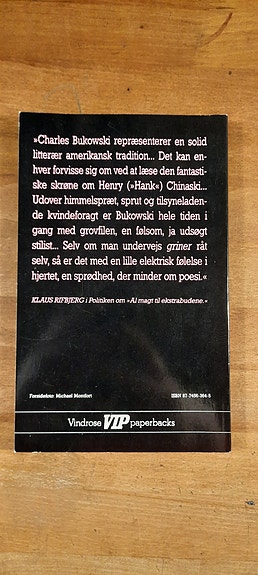 »Charles Bukowski repræsenterer en solid
litterær amerikansk tradition... Det kan en-
hver forvisse sig om ved at læse den fantasti-
ske skrøne om Henry (»Hank«) Chinaski...
Udover himmelspræt, sprut og tilsyneladen-
de kvindeforagt er Bukowski hele tiden i
gang med grovfilen, en følsom, ja udsøgt
stilist... Selv om man undervejs griner råt
selv, så er det med en lille elektrisk følelse i
hjertet, en sprødhed, der minder om poesi.«
KLAUS RIFBJERG i Politiken om »Al magt til ekstrabudene.«
Forsidefoto: Michael Montfort
ISBN 87-7456-364-5
Vindrose VIP paperbacks